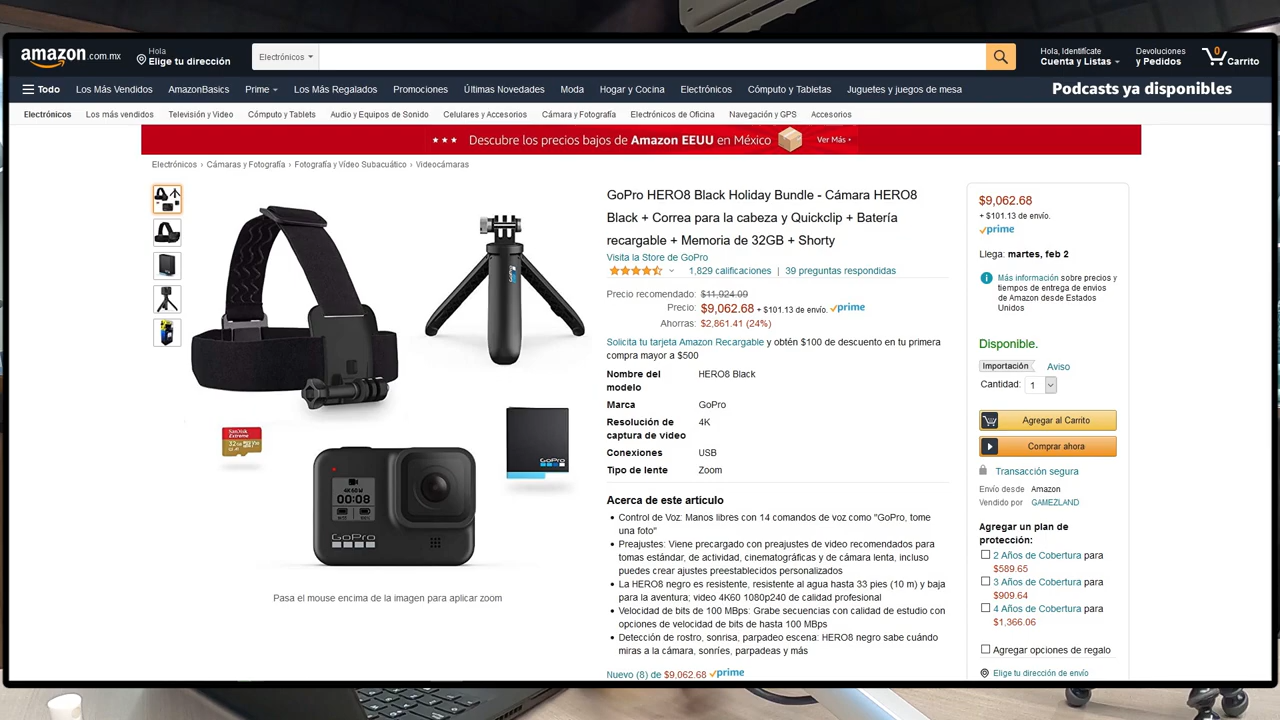 amazon.com.mx
Hola
Elige tu dirección
Electrónicos
Hola, Identifícate
Cuenta y Listas
Devoluciones
y Pedidos
0
Carrito
Todo
Los Más Vendidos
AmazonBasics
Prime
Los Más Regalados
Promociones
Últimas Novedades
Moda
Hogar y Cocina
Electrónicos
Cómputo y Tabletas
Juguetes y juegos de mesa
Podcasts ya disponibles
Electrónicos
Los más vendidos
Televisión y Video
Cómputo y Tablets
Audio y Equipos de Sonido
Celulares y Accesorios
Cámara y Fotografía
Electrónicos de Oficina
Navegación y GPS
Accesorios
Descubre los precios bajos de Amazon EEUU en México
Ver Más ›
Electrónicos › Cámaras y Fotografía › Fotografía y Vídeo Subacuático › Videocámaras
GoPro HERO8 Black Holiday Bundle - Cámara HERO8
Black + Correa para la cabeza y Quickclip + Batería
recargable + Memoria de 32GB + Shorty
Visita la Store de GoPro
1,829 calificaciones | 39 preguntas respondidas
Precio recomendado: $11,924.09
Precio: $9,062.68 + $101.13 de envío. prime
Ahorras: $2,861.41 (24%)
Solicita tu tarjeta Amazon Recargable y obtén $100 de descuento en tu primera
compra mayor a $500
Nombre del
modelo
HERO8 Black
Marca
GoPro
Resolución de
captura de video
4K
Conexiones
USB
Tipo de lente
Zoom
Acerca de este artículo
• Control de Voz: Manos libres con 14 comandos de voz como "GoPro, tome
una foto"
• Preajustes: Viene precargado con preajustes de video recomendados para
tomas estándar, de actividad, cinematográficas y de cámara lenta, incluso
puedes crear ajustes preestablecidos personalizados
• La HERO8 negro es resistente, resistente al agua hasta 33 pies (10 m) y baja
para la aventura; video 4K60 1080p240 de calidad profesional
• Velocidad de bits de 100 MBps: Grabe secuencias con calidad de estudio con
opciones de velocidad de bits de hasta 100 MBps
• Detección de rostro, sonrisa, parpadeo escena: HERO8 negro sabe cuándo
miras a la cámara, sonríes, parpadeas y más
Nuevo (8) de $9,062.68 prime
SanDisk
Extreme
32GB
GoPro
4K 60 W
00:08
GoPro
Pasa el mouse encima de la imagen para aplicar zoom
$9,062.68
+ $101.13 de envío.
prime
Llega: martes, feb 2
Más información sobre precios y
tiempos de entrega de envios
de Amazon desde Estados
Unidos
Disponible.
Importación
Aviso
Cantidad: 1
Agregar al Carrito
Comprar ahora
Transacción segura
Envío desde Amazon
Vendido por GAMEZLAND
Agregar un plan de
protección:
2 Años de Cobertura para
$589.65
3 Años de Cobertura para
$909.64
4 Años de Cobertura para
$1,366.06
Agregar opciones de regalo
Elige tu dirección de envío